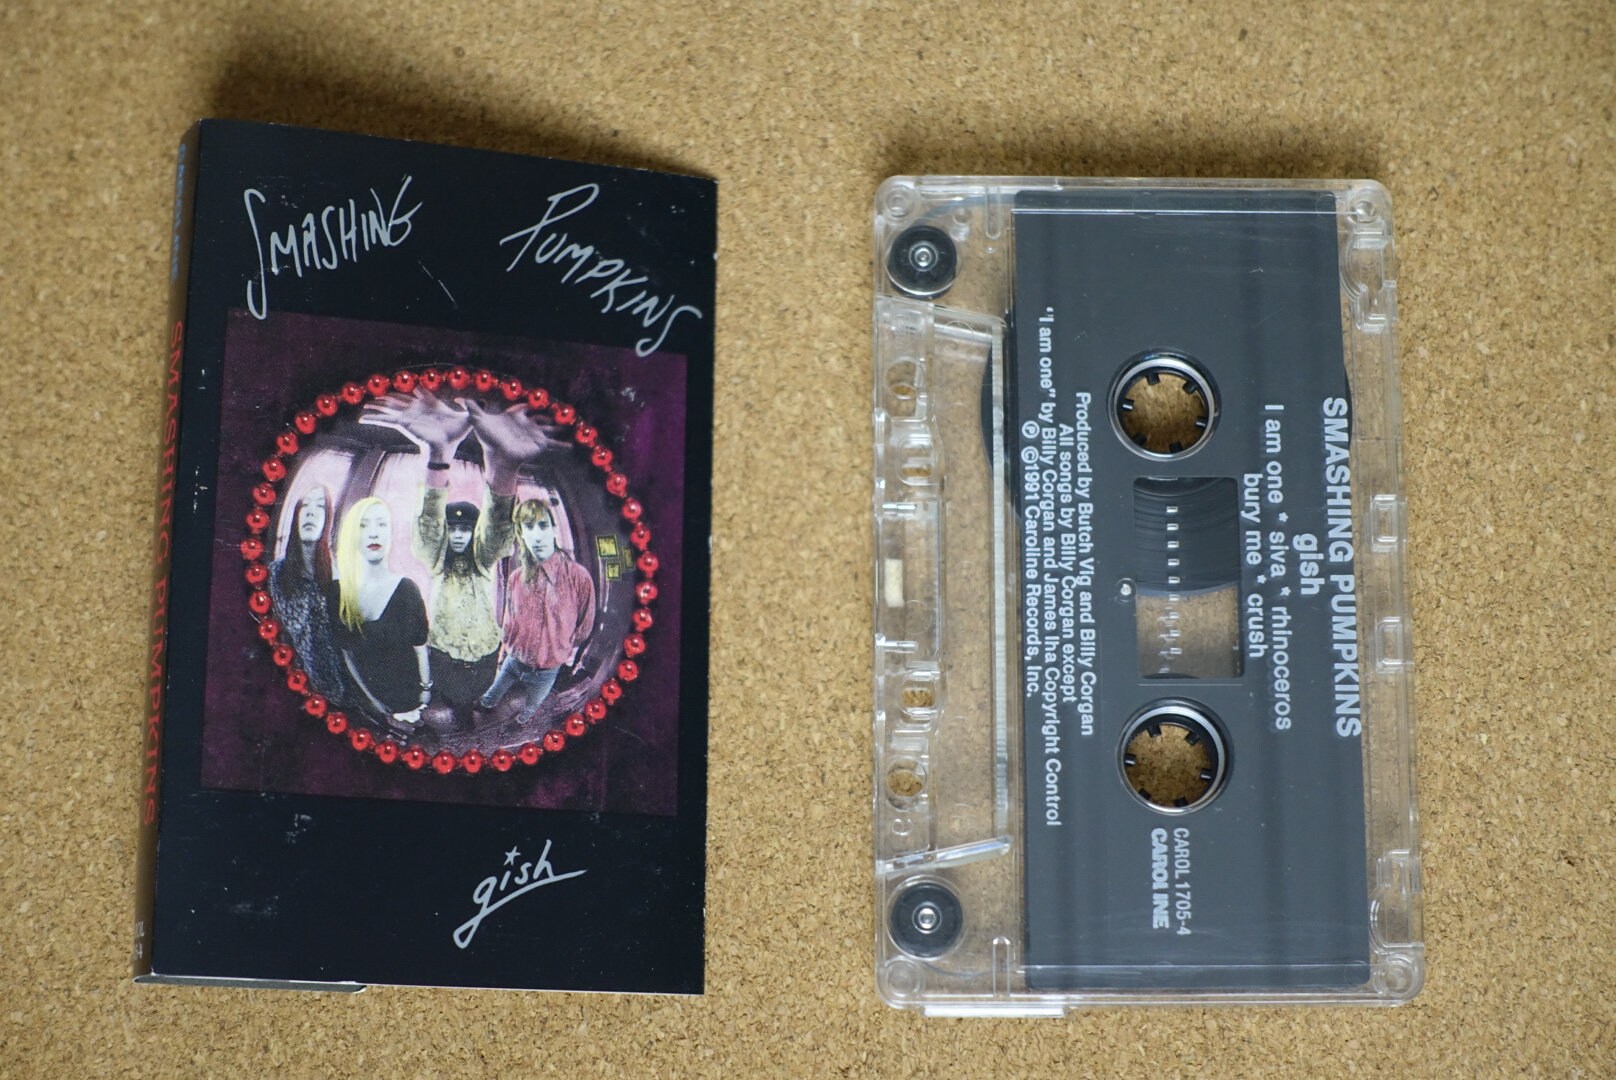 SMASHING PUMPKINS
gish
SMASHING PUMPKINS
SMASHING PUMPKINS
gish
I am one * siva * rhinoceros
bury me * crush
CAROL 1705-4
CAROLINE
Produced by Butch Vig and Billy Corgan
All songs by Billy Corgan except
"I am one" by Billy Corgan and James Iha Copyright Control
℗ ©1991 Caroline Records, Inc.